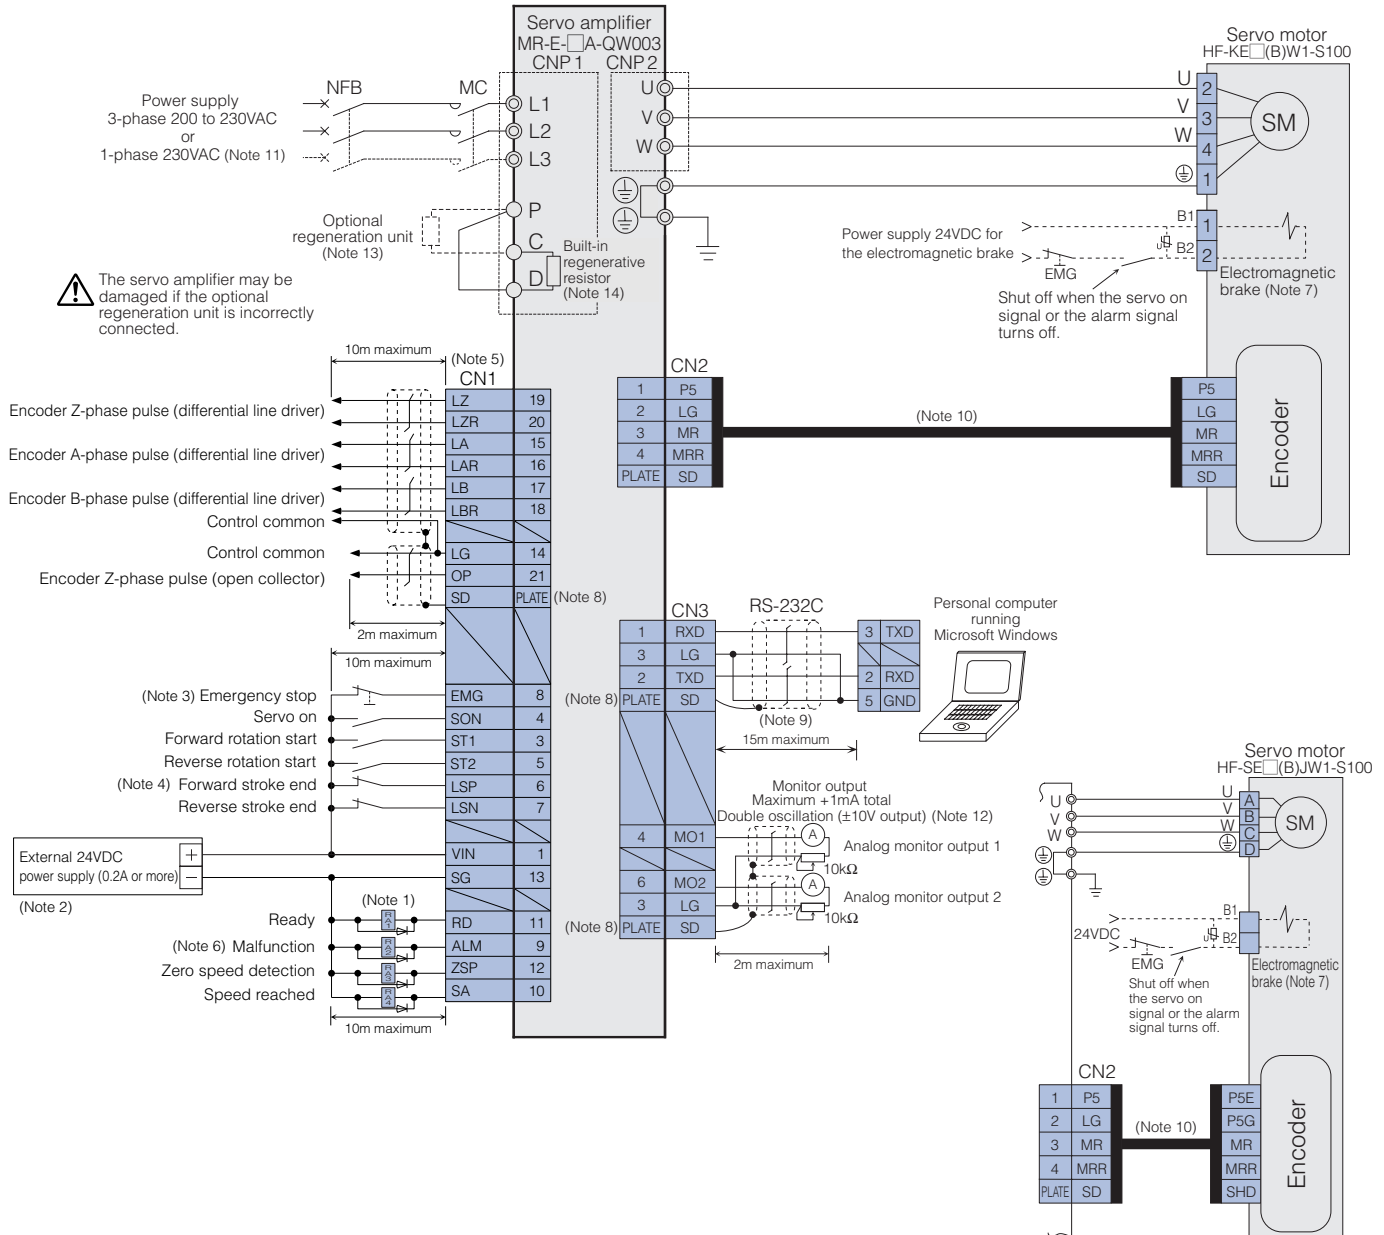 Servo amplifier
MR-E-□A-QW003
CNP1 CNP2
Servo motor
HF-KE□(B)W1-S100
NFB MC
Power supply
3-phase 200 to 230VAC
or
1-phase 230VAC (Note 11)
L1
L2
L3
U
V
W
U 2
V 3
W 4
1
SM
P
C
D
Optional
regeneration unit
(Note 13)
Built-in
regenerative
resistor
(Note 14)
Power supply 24VDC for
the electromagnetic brake
EMG
U
B1 1
B2 2
Shut off when the servo on
signal or the alarm signal
turns off.
Electromagnetic
brake (Note 7)
The servo amplifier may be
damaged if the optional
regeneration unit is incorrectly
connected.
10m maximum
(Note 5)
CN1
Encoder Z-phase pulse (differential line driver)
LZ 19
LZR 20
Encoder A-phase pulse (differential line driver)
LA 15
LAR 16
Encoder B-phase pulse (differential line driver)
LB 17
LBR 18
Control common
Control common
LG 14
Encoder Z-phase pulse (open collector)
OP 21
SD PLATE (Note 8)
2m maximum
10m maximum
(Note 3) Emergency stop EMG 8
Servo on SON 4
Forward rotation start ST1 3
Reverse rotation start ST2 5
(Note 4) Forward stroke end LSP 6
Reverse stroke end LSN 7
External 24VDC
power supply (0.2A or more)
+
−
(Note 2)
VIN 1
SG 13
(Note 1)
Ready RA1 RD 11
(Note 6) Malfunction RA2 ALM 9
Zero speed detection RA3 ZSP 12
Speed reached RA4 SA 10
10m maximum
CN2
1 P5
2 LG
3 MR
4 MRR
PLATE SD
(Note 10)
P5
LG
MR
MRR
SD
Encoder
CN3
RS-232C
1 RXD
3 LG
2 TXD
(Note 8) PLATE SD
3 TXD
2 RXD
5 GND
(Note 9)
15m maximum
Personal computer
running
Microsoft Windows
Monitor output
Maximum +1mA total
Double oscillation (±10V output) (Note 12)
4 MO1
A
Analog monitor output 1
10kΩ
6 MO2
A
Analog monitor output 2
3 LG
10kΩ
(Note 8) PLATE SD
2m maximum
Servo motor
HF-SE□(B)JW1-S100
U U A
V V B
W W C
D
SM
24VDC
EMG
U
B1
B2
Shut off when
the servo on
signal or the alarm
signal turns off.
Electromagnetic
brake (Note 7)
CN2
1 P5
2 LG
3 MR
4 MRR
PLATE SD
(Note 10)
P5E
P5G
MR
MRR
SHD
Encoder